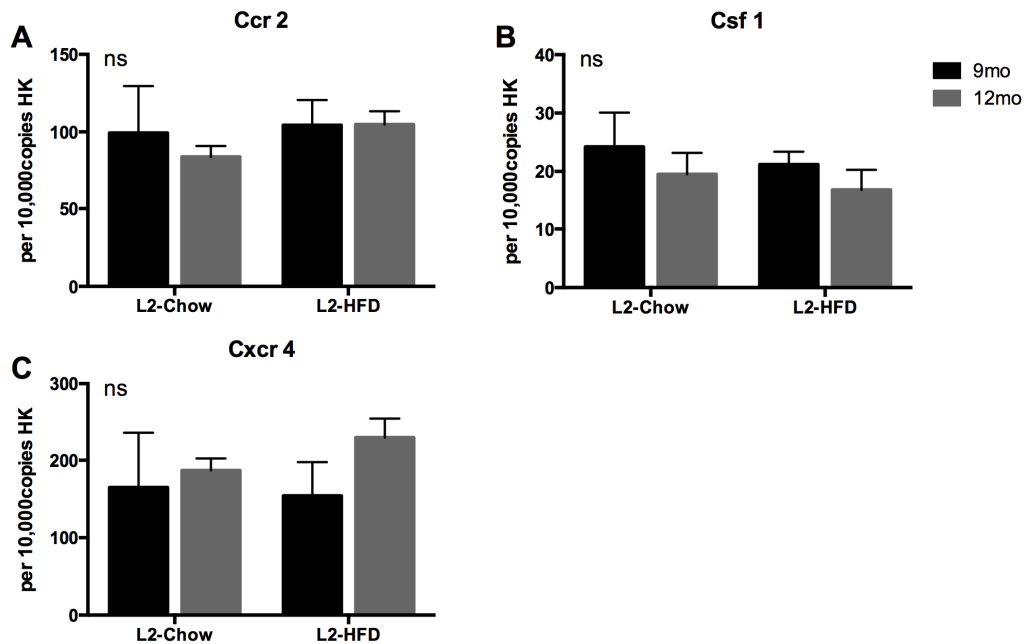 A
Ccr 2
per 10,000copies HK
150
100
50
0
ns
L2-Chow
L2-HFD
B
Csf 1
per 10,000copies HK
40
30
20
10
0
ns
L2-Chow
L2-HFD
9mo
12mo
C
Cxcr 4
per 10,000copies HK
300
200
100
0
ns
L2-Chow
L2-HFD